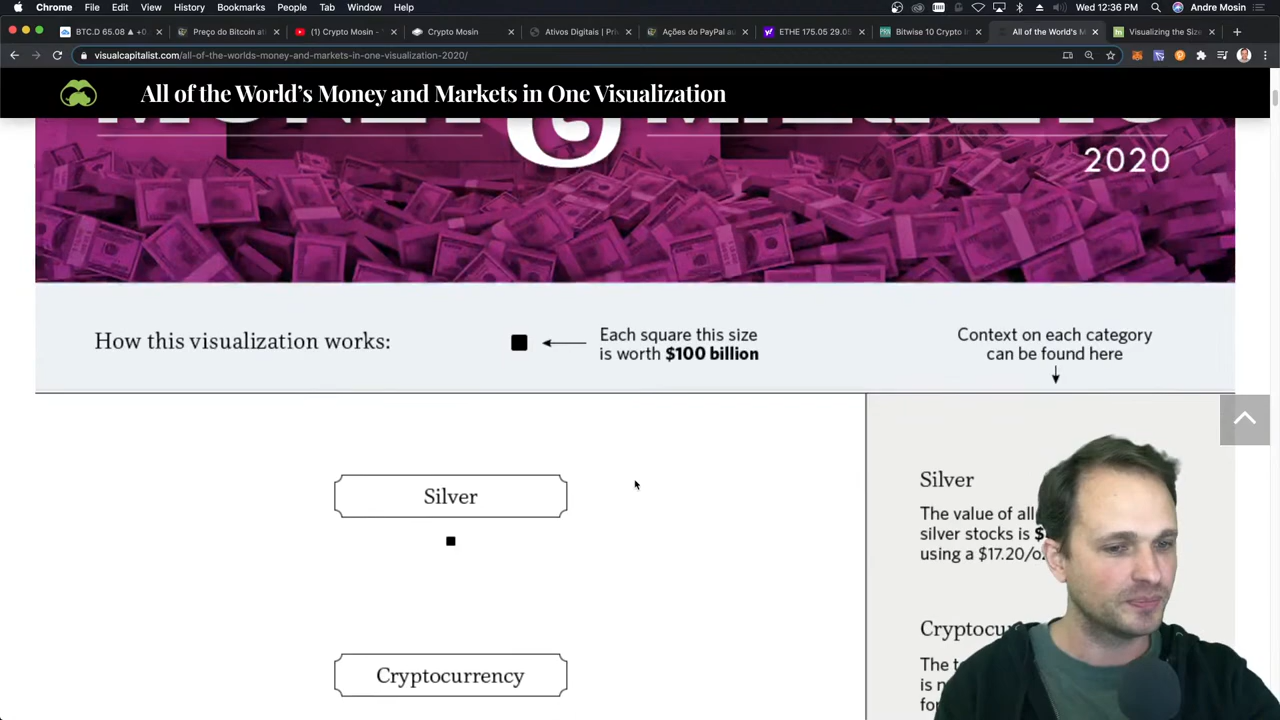 Chrome File Edit View History Bookmarks People Tab Window Help Wed 12:36 PM Andre Mosin
BTC.D 65.08 ▲ +0 Preço do Bitcoin at (1) Crypto Mosin - Crypto Mosin Ativos Digitais | Pri Ações do PayPal au ETHE 175.05 29.05 Bitwise 10 Crypto In All of the World's M Visualizing the Size
visualcapitalist.com/all-of-the-worlds-money-and-markets-in-one-visualization-2020/
All of the World's Money and Markets in One Visualization
2020
How this visualization works:
Each square this size
is worth $100 billion
Context on each category
can be found here
Silver
Cryptocurrency
Silver
The value of all
silver stocks is $
using a $17.20/o
Cryptocu
The
is